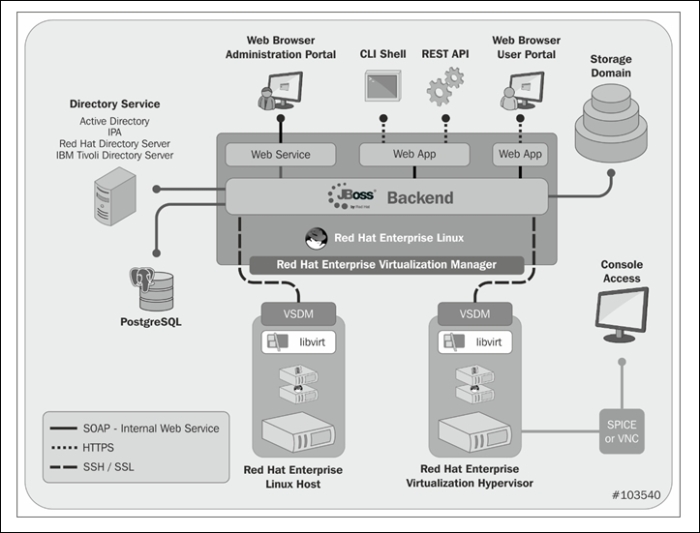 Web Browser
Administration Portal
CLI Shell
REST API
Web Browser
User Portal
Storage
Domain
Directory Service
Active Directory
IPA
Red Hat Directory Server
IBM Tivoli Directory Server
Web Service
Web App
Web App
JBoss
by Red Hat
Backend
Red Hat Enterprise Linux
Red Hat Enterprise Virtualization Manager
PostgreSQL
Console
Access
VSDM
libvirt
VSDM
libvirt
SOAP - Internal Web Service
HTTPS
SSH / SSL
SPICE
or VNC
Red Hat Enterprise
Linux Host
Red Hat Enterprise
Virtualization Hypervisor
#103540